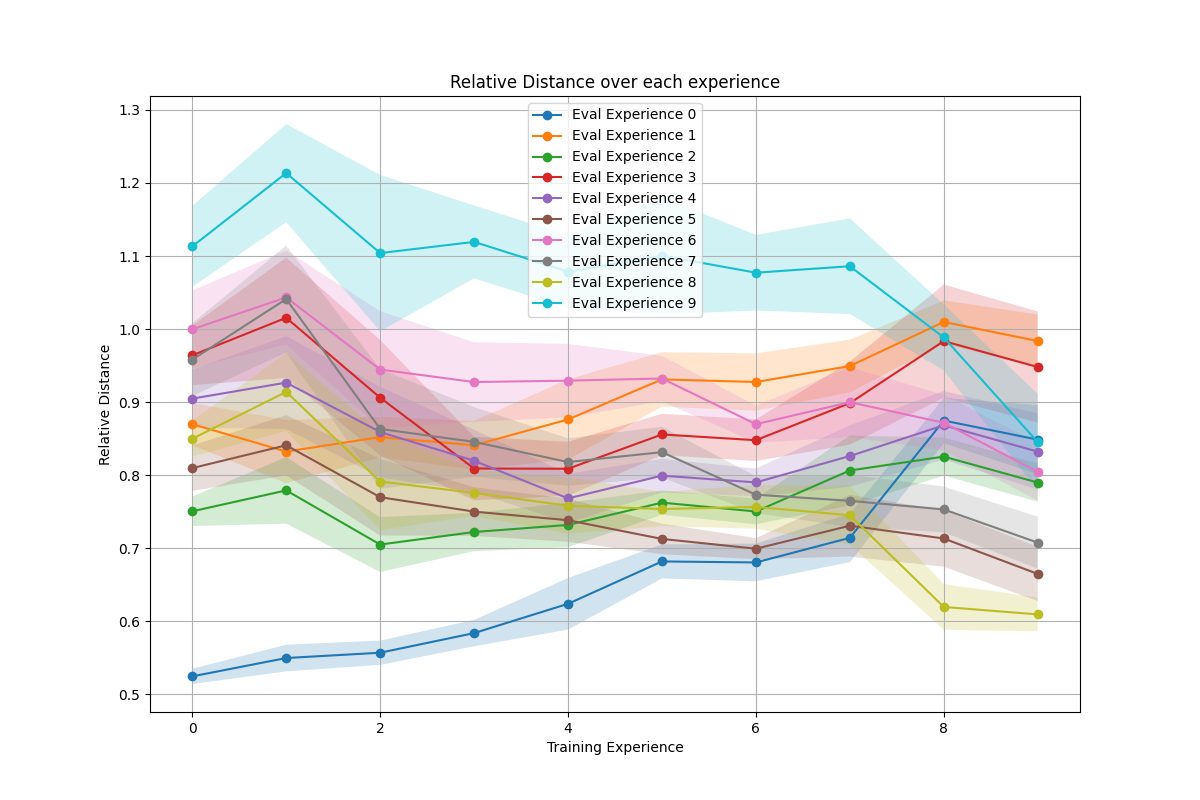 Relative Distance over each experience
1.3
1.2
1.1
1.0
0.9
0.8
0.7
0.6
0.5
Relative Distance
Eval Experience 0
Eval Experience 1
Eval Experience 2
Eval Experience 3
Eval Experience 4
Eval Experience 5
Eval Experience 6
Eval Experience 7
Eval Experience 8
Eval Experience 9
0 2 4 6 8
Training Experience